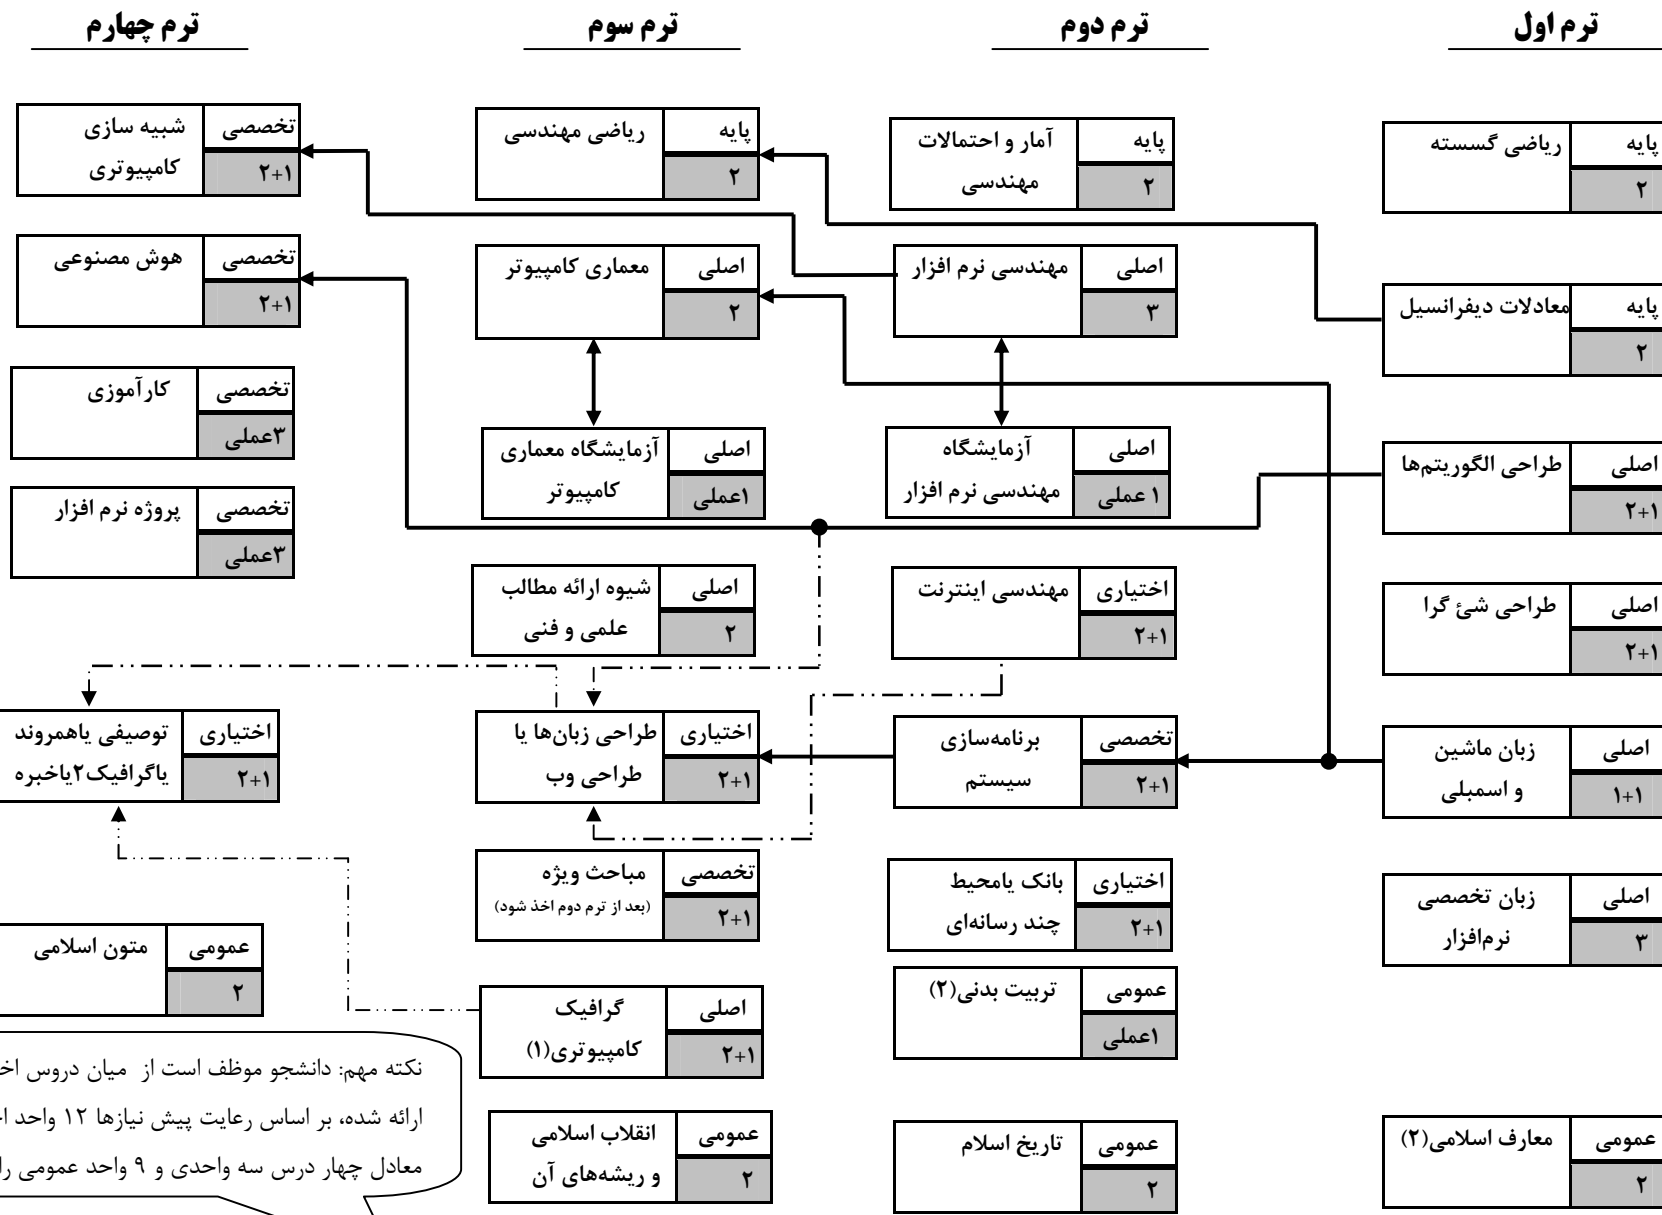 ترم اول
ترم دوم
ترم سوم
ترم چهارم
پایه
ریاضی گسسته
۲
پایه
معادلات دیفرانسیل
۲
اصلی
طراحی الگوریتم‌ها
۲+۱
اصلی
طراحی شئ گرا
۲+۱
اصلی
زبان ماشین
و اسمبلی
۱+۱
اصلی
زبان تخصصی
نرم‌افزار
۳
عمومی
معارف اسلامی(۲)
۲
پایه
آمار و احتمالات
مهندسی
۲
اصلی
مهندسی نرم افزار
۳
اصلی
آزمایشگاه
مهندسی نرم افزار
۱ عملی
اختیاری
مهندسی اینترنت
۲+۱
تخصصی
برنامه‌سازی
سیستم
۲+۱
اختیاری
بانک یامحیط
چند رسانه‌ای
۲+۱
عمومی
تربیت بدنی(۲)
۱عملی
عمومی
تاریخ اسلام
۲
پایه
ریاضی مهندسی
۲
اصلی
معماری کامپیوتر
۲
اصلی
آزمایشگاه معماری
کامپیوتر
۱عملی
اصلی
شیوه ارائه مطالب
علمی و فنی
۲
اختیاری
طراحی زبان‌ها یا
طراحی وب
۲+۱
تخصصی
مباحث ویژه
(بعد از ترم دوم اخذ شود)
۲+۱
اصلی
گرافیک
کامپیوتری(۱)
۲+۱
عمومی
انقلاب اسلامی
و ریشه‌های آن
۲
تخصصی
شبیه سازی
کامپیوتری
۲+۱
تخصصی
هوش مصنوعی
۲+۱
تخصصی
کارآموزی
۳عملی
تخصصی
پروژه نرم افزار
۳عملی
اختیاری
توصیفی یاهمروند
یاگرافیک۲یاخبره
۲+۱
عمومی
متون اسلامی
۲
نکته مهم: دانشجو موظف است از میان دروس
ارائه شده، بر اساس رعایت پیش نیازها ۱۲ واحد
معادل چهار درس سه واحدی و ۹ واحد عمومی را